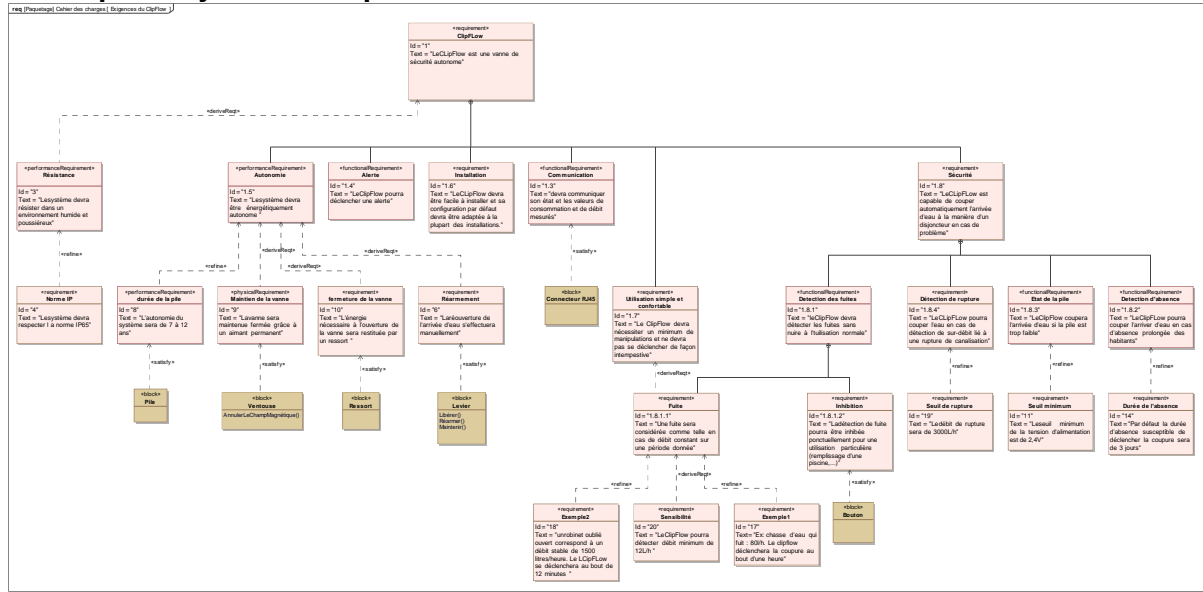 req [Paquetage] Cahier des charges [ Exigences du ClipFlow ]
«requirement»
ClipFLow
Id = "1"
Text = "LeCLipFlow est une vanne de
sécurité autonome"
«deriveReqt»
«performanceRequirement»
Résistance
Id = "3"
Text = "Lesystème devra
résister dans un
environnement humide et
poussiéreux"
«performanceRequirement»
Autonomie
Id = "1.5"
Text = "Lesystème devra
être énergétiquement
autonome "
«functionalRequirement»
Alerte
Id = "1.4"
Text = "LeClipFlow pourra
déclencher une alerte"
«requirement»
Installation
Id = "1.6"
Text = "LeCLipFlow devra
être facile à installer et sa
configuration par défaut
devra être adaptée à la
plupart des installations."
«functionalRequirement»
Communication
Id = "1.3"
Text = "devra communiquer
son état et les valeurs de
consommation et de débit
mesurés"
«requirement»
Sécurité
Id = "1.8"
Text = "LeCLipFLow est
capable de couper
automatiquement l'arrivée
d'eau à la manière d'un
disjoncteur en cas de
problème"
«refine»
«refine»
«deriveReqt»
«deriveReqt»
«deriveReqt»
«satisfy»
«requirement»
Norme IP
Id = "4"
Text = "Lesystème devra
respecter l a norme IP65"
«performanceRequirement»
durée de la pile
Id = "8"
Text = "L'autonomie du
système sera de 7 à 12
ans"
«physicalRequirement»
Maintien de la vanne
Id = "9"
Text = "Lavanne sera
maintenue fermée grâce à
un aimant permanent"
«requirement»
fermeture de la vanne
Id = "10"
Text = "L'énergie
nécessaire à l'ouverture de
la vanne sera restituée par
un ressort "
«requirement»
Réarmement
Id = "6"
Text = "Laréouverture de
l'arrivée d'eau s'effectuera
manuellement"
«block»
Connecteur RJ45
«requirement»
Utilisation simple et
confortable
Id = "1.7"
Text = "Le ClipFlow devra
nécessiter un minimum de
manipulations et ne devra
pas se déclencher de façon
intempestive"
«functionalRequirement»
Detection des fuites
Id = "1.8.1"
Text = "leClipFlow devra
détecter les fuites sans
nuire à l'tulisation normale"
«requirement»
Détection de rupture
Id = "1.8.4"
Text = "LeCLipFLow pourra
couper l'eau en cas de
détection de sur-débit lié à
une rupture de canalisation"
«functionalRequirement»
Etat de la pile
Id = "1.8.3"
Text = "LeClipFlow coupera
l'arrivée d'eau si la pile est
trop faible"
«functionalRequirement»
Detection d'absence
Id = "1.8.2"
Text = "LeClipFLow pourra
couper l'arriver d'eau en cas
d'absence prolongée des
habitants"
«satisfy»
«satisfy»
«satisfy»
«satisfy»
«deriveReqt»
«refine»
«refine»
«refine»
«block»
Pile
«block»
Ventouse
AnnulerLeChampMagnétique()
«block»
Ressort
«block»
Levier
Libérer()
Réarmer()
Maintenir()
«requirement»
Fuite
Id = "1.8.1.1"
Text = "Une fuite sera
considérée comme telle en
cas de débit constant sur
une période donnée"
«requirement»
Inhibition
Id = "1.8.1.2"
Text = "Ladétection de fuite
pourra être inhibée
ponctuellement pour une
utilisation particulière
(remplissage d'une
piscine,...)"
«requirement»
Seuil de rupture
Id = "19"
Text = "Ledébit de rupture
sera de 3000L/h"
«requirement»
Seuil minimum
Id = "11"
Text = "Leseuil minimum
de la tension d'alimentation
est de 2,4V"
«requirement»
Durée de l'absence
Id = "14"
Text = "Par défaut la durée
d'absence susceptible de
déclencher la coupure sera
de 3 jours"
«refine»
«deriveReqt»
«refine»
«satisfy»
«requirement»
Exemple2
Id = "18"
Text = "unrobinet oublié
ouvert correspond à un
débit stable de 1500
litres/heure. Le LCipFLow
se déclenchera au bout de
12 minutes "
«requirement»
Sensibilité
Id = "20"
Text = "LeClipFlow pourra
détecter débit minimum de
12L/h "
«requirement»
Exemple1
Id = "17"
Text = "Ex chasse d'eau qui
fuit : 80l/h. Le clipflow
déclenchera la coupure au
bout d'une heure"
«block»
Bouton